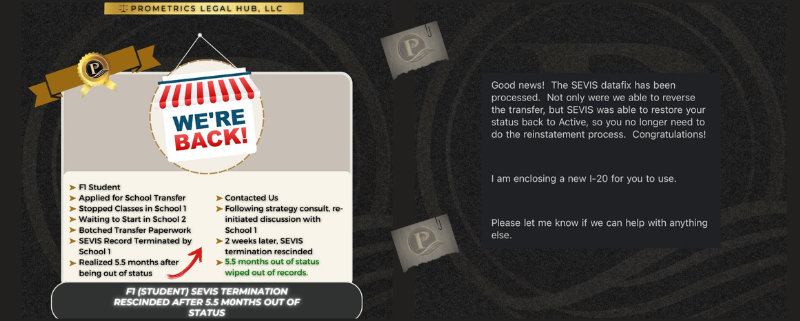 PROMETRICS LEGAL HUB, LLC
P
WE'RE
BACK!
F1 Student
Applied for School Transfer
Stopped Classes in School 1
Waiting to Start in School 2
Botched Transfer Paperwork
SEVIS Record Terminated by
School 1
Realized 5.5 months after
being out of status
Contacted Us
Following strategy consult, re-
initiated discussion with
School 1
2 weeks later, SEVIS
termination rescinded
5.5 months out of status
wiped out of records.
F1 (STUDENT) SEVIS TERMINATION
RESCINDED AFTER 5.5 M0NTHS OUT OF
STATUS
Good news! The SEVIS datafix has been
processed. Not only were we able to reverse
the transfer, but SEVIS was able to restore your
status back to Active, so you no longer need to
do the reinstatement process. Congratulations!
I am enclosing a new I-20 for you to use.
Please let me know if we can help with anything
else.